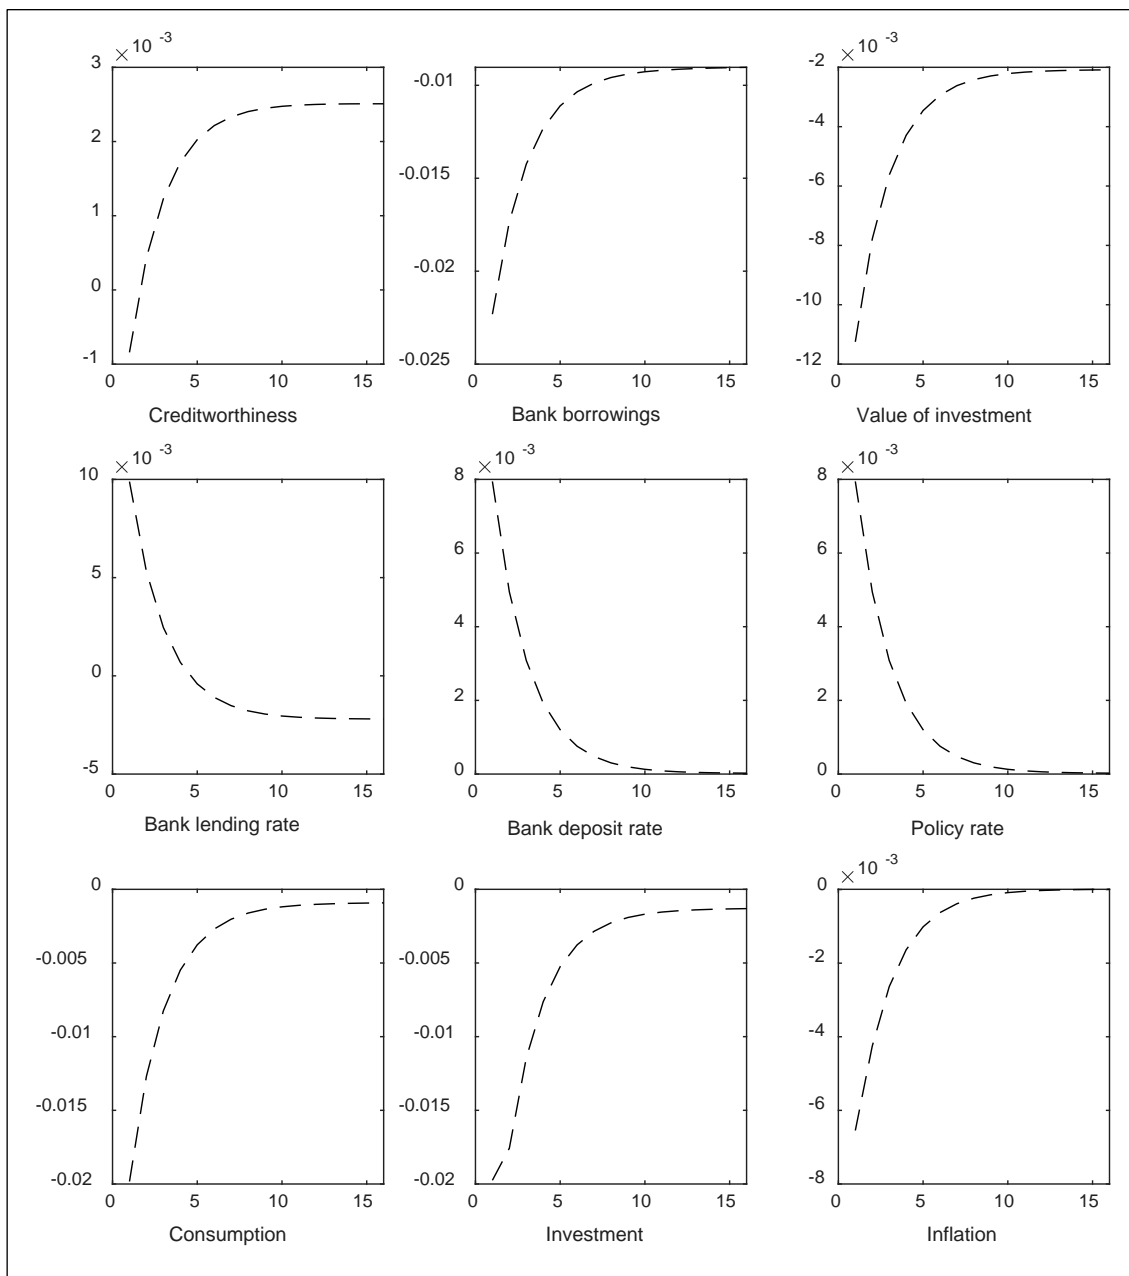 × 10 -3
3
2
1
0
-1
0 5 10 15
Creditworthiness
-0.01
-0.015
-0.02
-0.025
0 5 10 15
Bank borrowings
× 10 -3
-2
-4
-6
-8
-10
-12
0 5 10 15
Value of investment
× 10 -3
10
5
0
-5
0 5 10 15
Bank lending rate
× 10 -3
8
6
4
2
0
0 5 10 15
Bank deposit rate
× 10 -3
8
6
4
2
0
0 5 10 15
Policy rate
0
-0.005
-0.01
-0.015
-0.02
0 5 10 15
Consumption
0
-0.005
-0.01
-0.015
-0.02
0 5 10 15
Investment
× 10 -3
0
-2
-4
-6
-8
0 5 10 15
Inflation